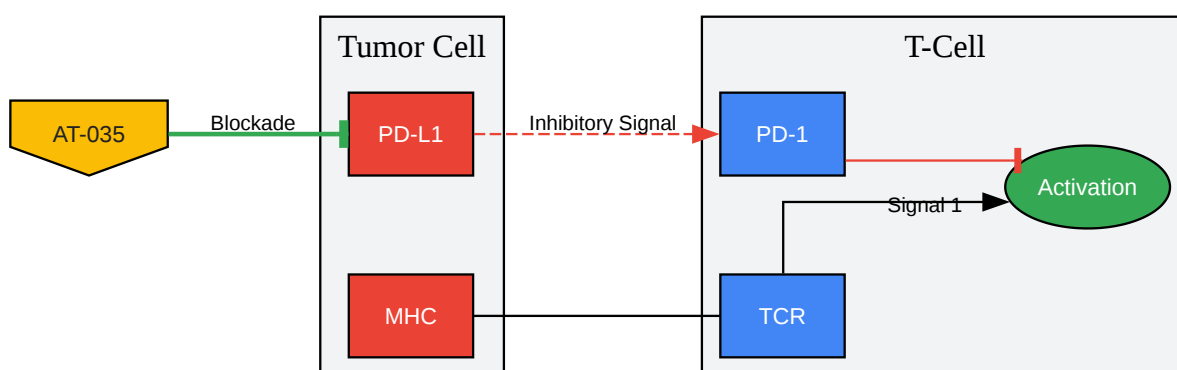 Tumor Cell
T-Cell
AT-035
Blockade
PD-L1
Inhibitory Signal
PD-1
Activation
Signal 1
MHC
TCR